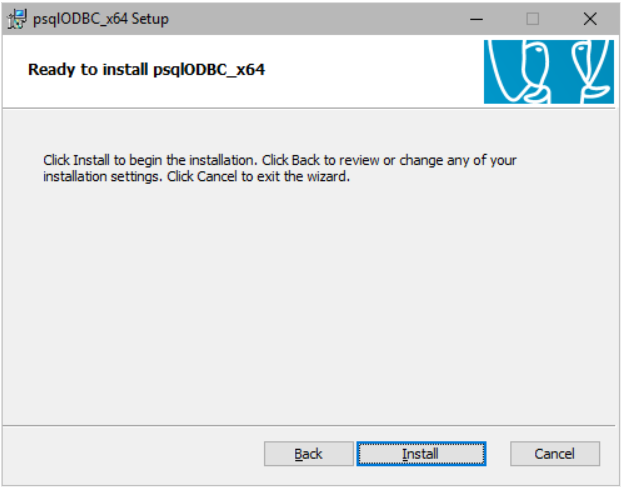 psqlODBC_x64 Setup
Ready to install psqlODBC_x64
Click Install to begin the installation. Click Back to review or change any of your
installation settings. Click Cancel to exit the wizard.
Back
Install
Cancel